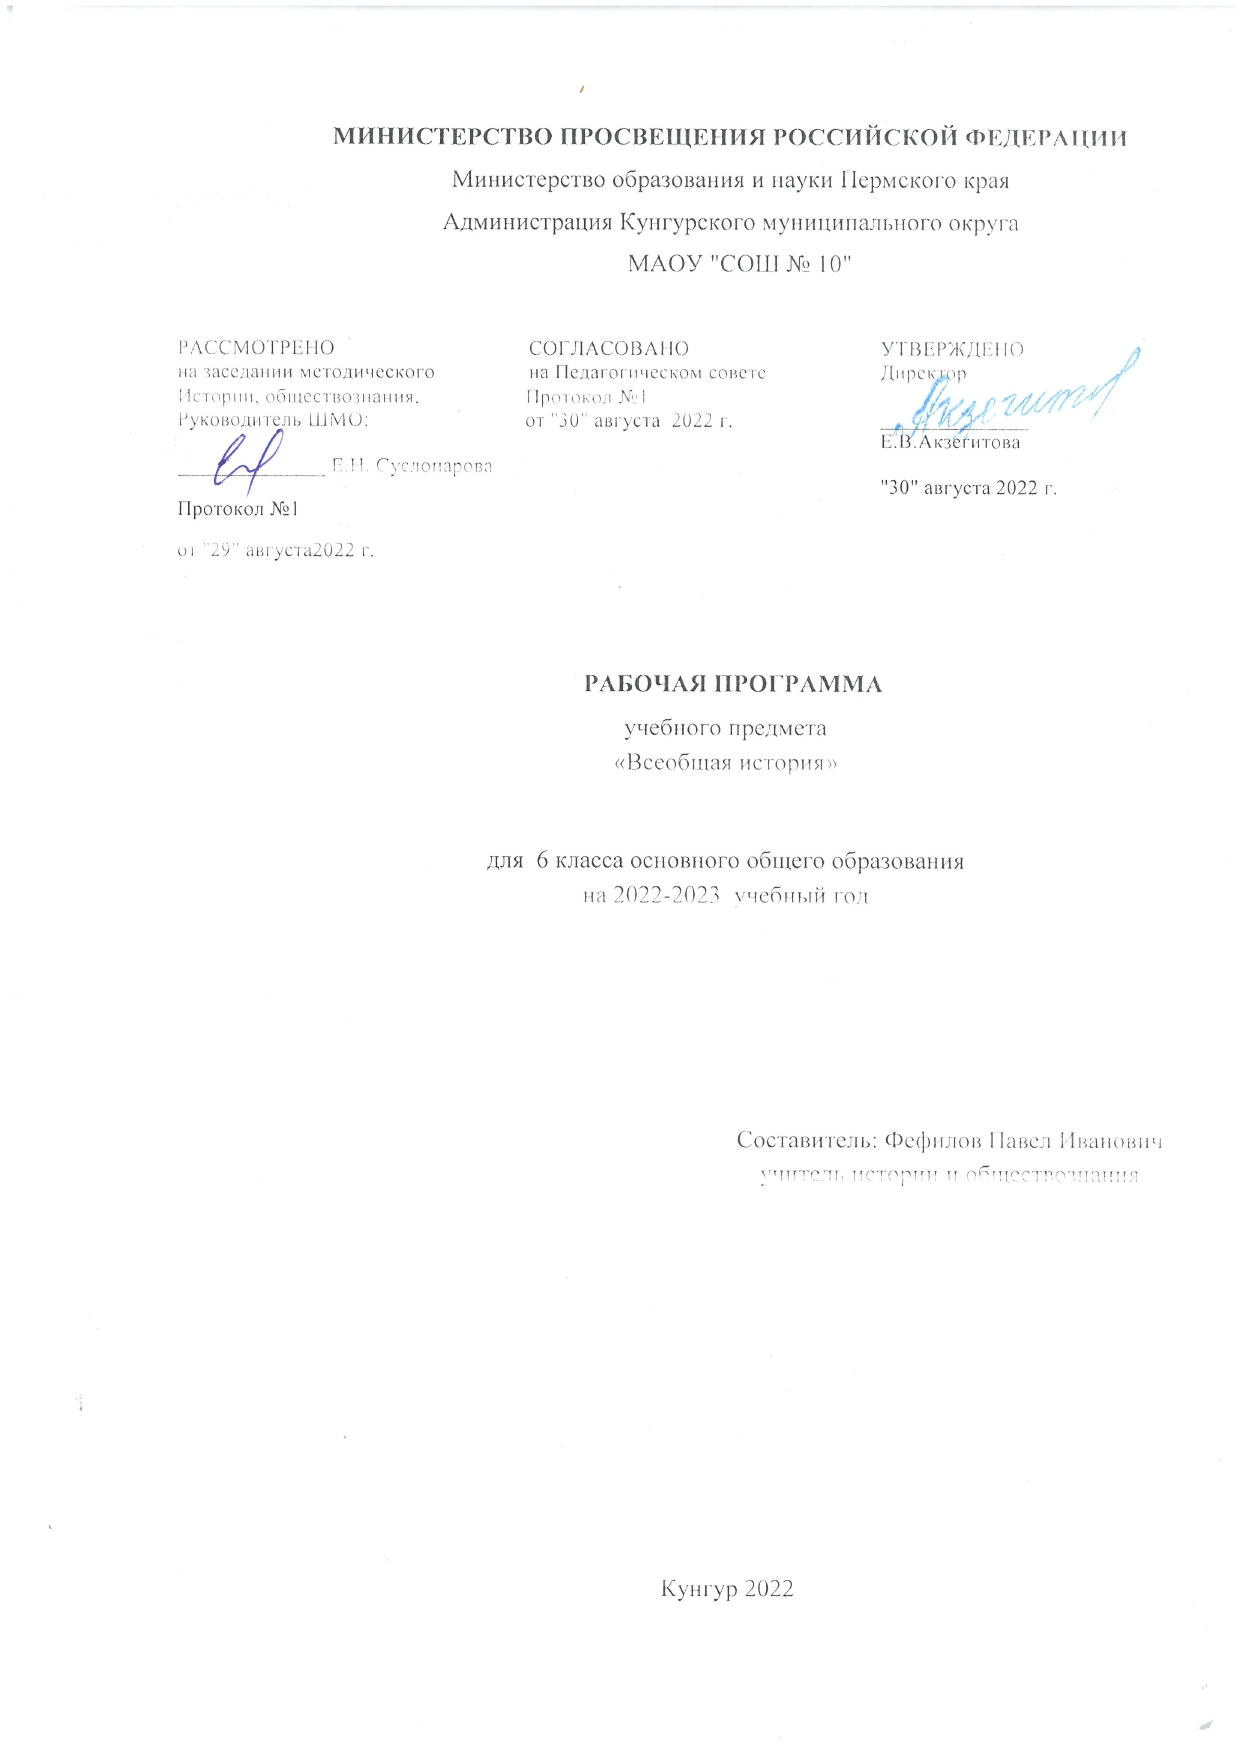 МИНИСТЕРСТВО ПРОСВЕЩЕНИЯ РОССИЙСКОЙ ФЕДЕРАЦИИ
Министерство образования и науки Пермского края
Администрация Кунгурского муниципального округа
МАОУ "СОШ № 10"
РАССМОТРЕНО
на заседании методического
Истории, обществознания.
Руководитель ШМО:
______________ Е.Н. Суслопарова
Протокол №1
от "29" августа2022 г.
СОГЛАСОВАНО
на Педагогическом совете
Протокол №1
от "30" августа 2022 г.
УТВЕРЖДЕНО
Директор
Акзегитова
Е.В.Акзегитова
"30" августа 2022 г.
РАБОЧАЯ ПРОГРАММА
учебного предмета
«Всеобщая история»
для 6 класса основного общего образования
на 2022-2023 учебный год
Составитель: Фефилов Павел Иванович
учитель истории и обществознания
Кунгур 2022